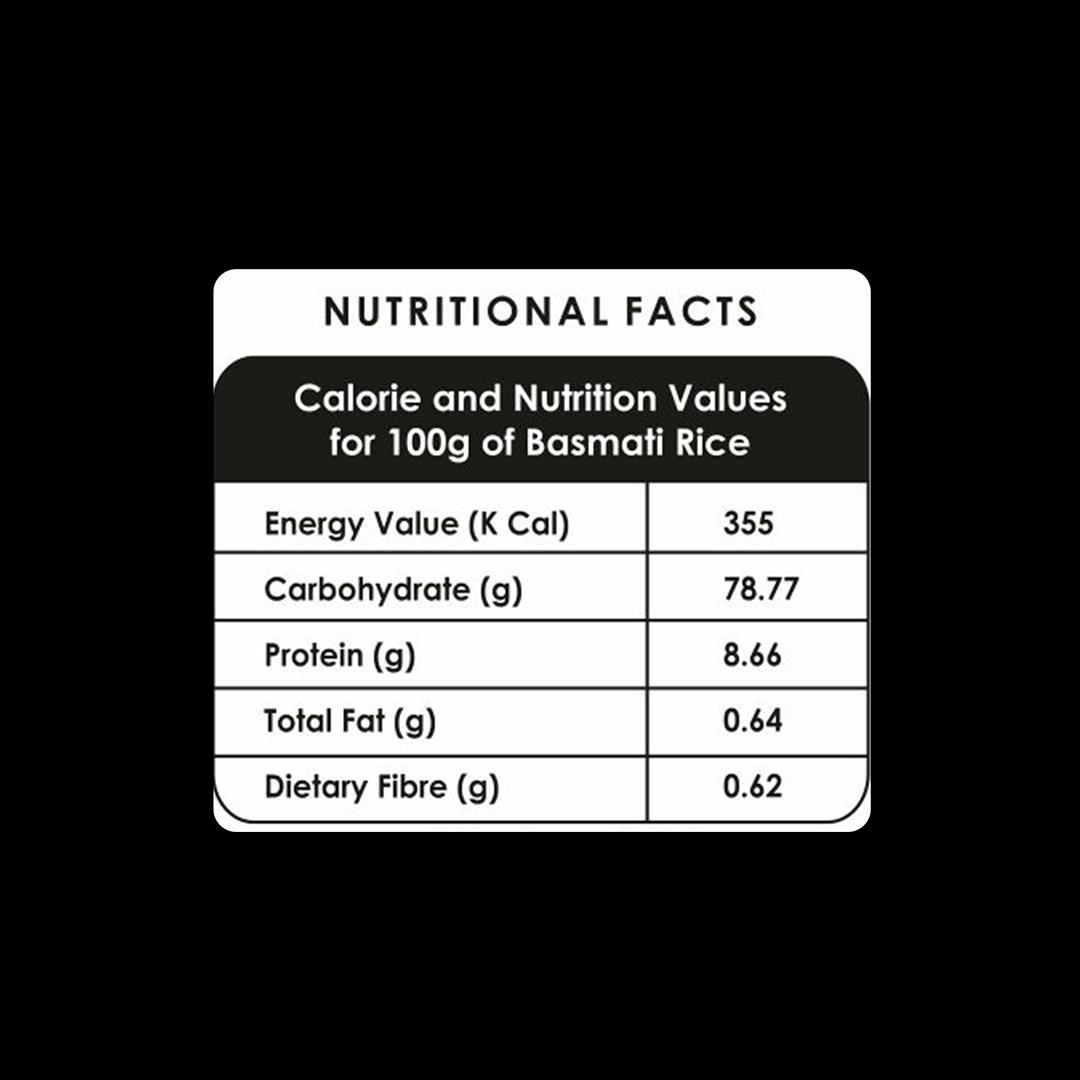 NUTRITIONAL FACTS
Calorie and Nutrition Values
for 100g of Basmati Rice
Energy Value (K Cal) 355
Carbohydrate (g) 78.77
Protein (g) 8.66
Total Fat (g) 0.64
Dietary Fibre (g) 0.62